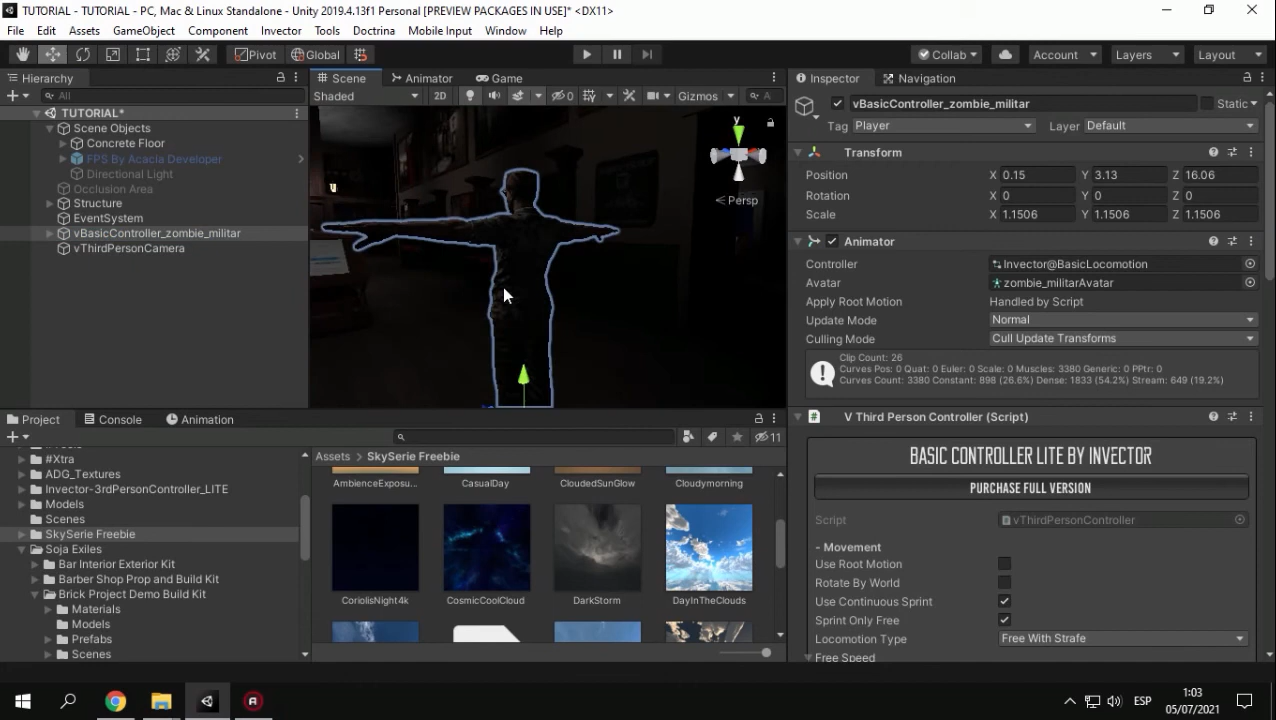 TUTORIAL - TUTORIAL - PC, Mac & Linux Standalone - Unity 2019.4.13f1 Personal [PREVIEW PACKAGES IN USE]* <DX11>
File Edit Assets GameObject Component Invector Tools Doctrina Mobile Input Window Help
Pivot Global Collab Account Layers Layout
Hierarchy
All
TUTORIAL*
Scene Objects
Concrete Floor
FPS By Acacia Developer
Directional Light
Occlusion Area
Structure
EventSystem
vBasicController_zombie_militar
vThirdPersonCamera
Scene Animator Game
Shaded 2D 0 Gizmos A
y
Persp
Inspector Navigation
vBasicController_zombie_militar Static
Tag Player Layer Default
Transform
Position X 0.15 Y 3.13 Z 16.06
Rotation X 0 Y 0 Z 0
Scale X 1.1506 Y 1.1506 Z 1.1506
Animator
Controller Invector@BasicLocomotion
Avatar zombie_militarAvatar
Apply Root Motion Handled by Script
Update Mode Normal
Culling Mode Cull Update Transforms
Clip Count: 26
Curves Pos: 0 Quat: 0 Euler: 0 Scale: 0 Muscles: 3380 Generic: 0 PPtr: 0
Curves Count: 3380 Constant: 898 (26.6%) Dense: 1833 (54.2%) Stream: 649 (19.2%)
V Third Person Controller (Script)
BASIC CONTROLLER LITE BY INVECTOR
PURCHASE FULL VERSION
Script vThirdPersonController
- Movement
Use Root Motion
Rotate By World
Use Continuous Sprint
Sprint Only Free
Locomotion Type Free With Strafe
Free Speed
Project Console Animation
11
#Xtra
ADG_Textures
Invector-3rdPersonController_LITE
Models
Scenes
SkySerie Freebie
Soja Exiles
Bar Interior Exterior Kit
Barber Shop Prop and Build Kit
Brick Project Demo Build Kit
Materials
Models
Prefabs
Scenes
Assets SkySerie Freebie
AmbienceExposu... CasualDay CloudedSunGlow Cloudymorning
CoriolisNight4k CosmicCoolCloud DarkStorm DayInTheClouds
ESP
1:03
05/07/2021